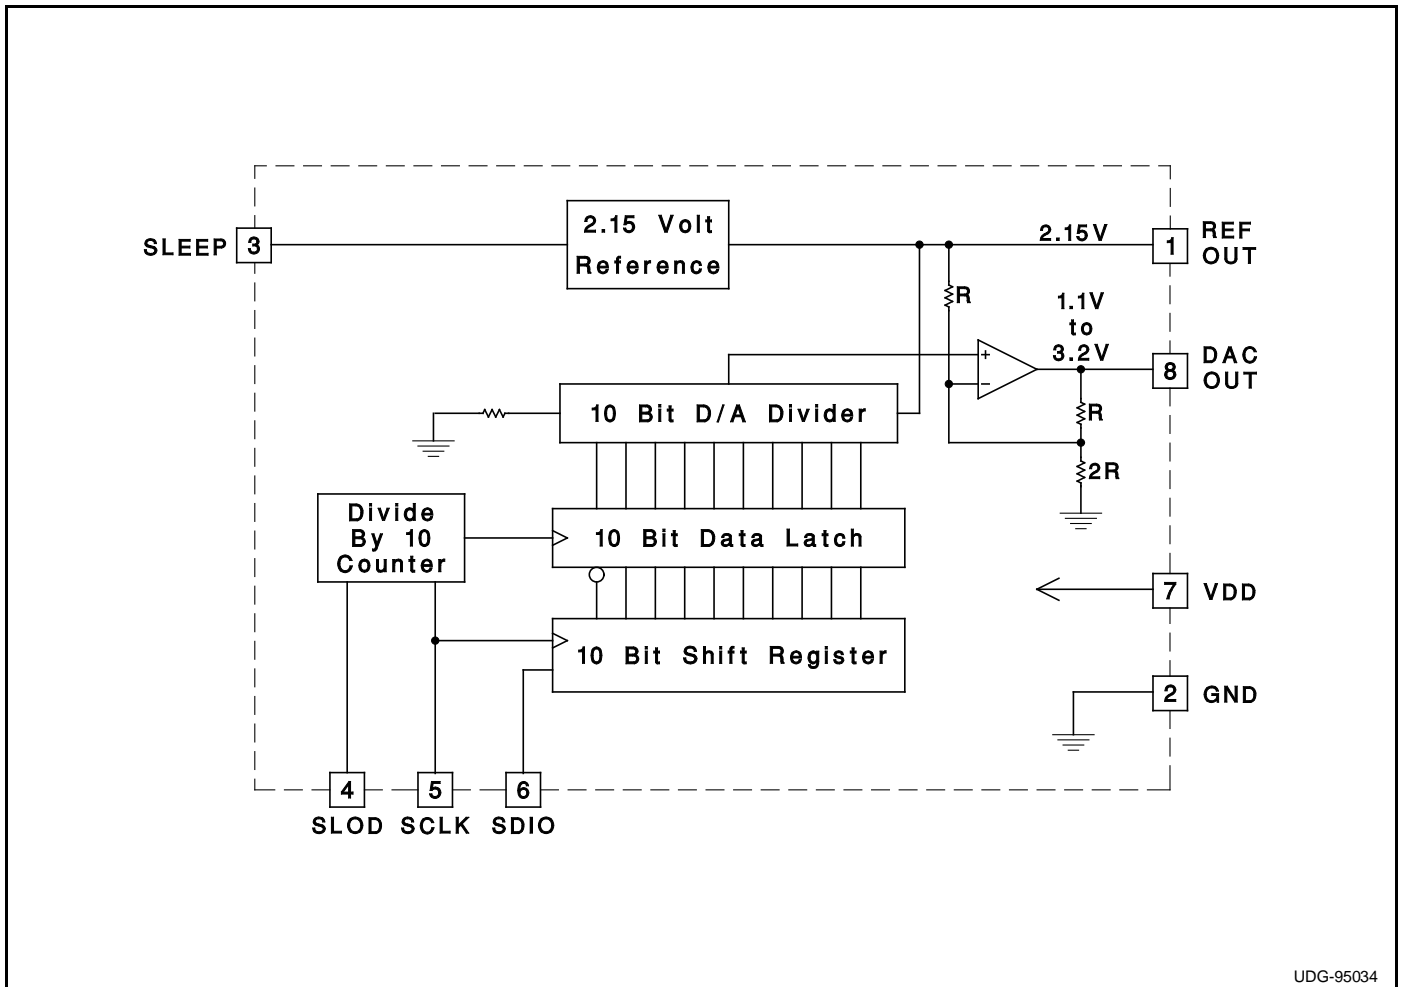 SLEEP
3
2.15 Volt
Reference
2.15V
1
REF
OUT
R
1.1V
to
3.2V
+
−
8
DAC
OUT
10 Bit D/A Divider
R
2R
Divide
By 10
Counter
10 Bit Data Latch
7
VDD
10 Bit Shift Register
2
GND
4
5
6
SLOD
SCLK
SDIO
UDG-95034